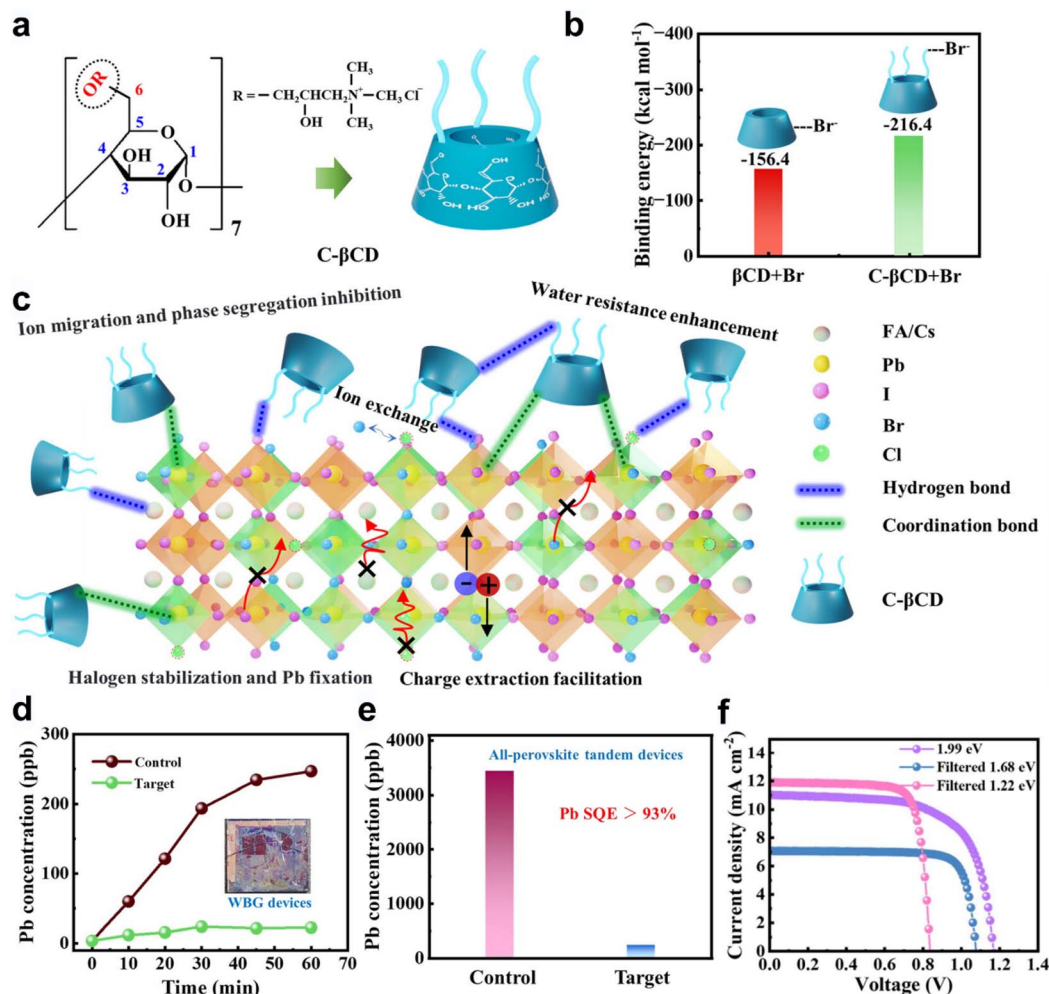 a
OR
6
5
4
3
2
1
O
OH
O
OH
7
R=
CH₂CHCH₂N⁺
CH₃
CH₃Cl⁻
OH
CH₃
C-βCD
b
Binding energy (kcal mol⁻¹)
−400
−300
−200
−100
0
---Br⁻
-156.4
---Br⁻
-216.4
βCD+Br
C-βCD+Br
c
Ion migration and phase segregation inhibition
Water resistance enhancement
Ion exchange
FA/Cs
Pb
I
Br
Cl
Hydrogen bond
Coordination bond
C-βCD
- +
Halogen stabilization and Pb fixation
Charge extraction facilitation
d
Pb concentration (ppb)
300
250
100
50
0
Control
Target
WBG devices
0 10 20 30 40 50 60 70
Time (min)
e
Pb concentration (ppb)
4000
3000
2000
1000
0
All-perovskite tandem devices
Pb SQE > 93%
Control
Target
f
Current density (mA cm⁻²)
14
12
10
8
6
4
2
0
1.99 eV
Filtered 1.68 eV
Filtered 1.22 eV
0.0 0.2 0.4 0.6 0.8 1.0 1.2 1.4
Voltage (V)